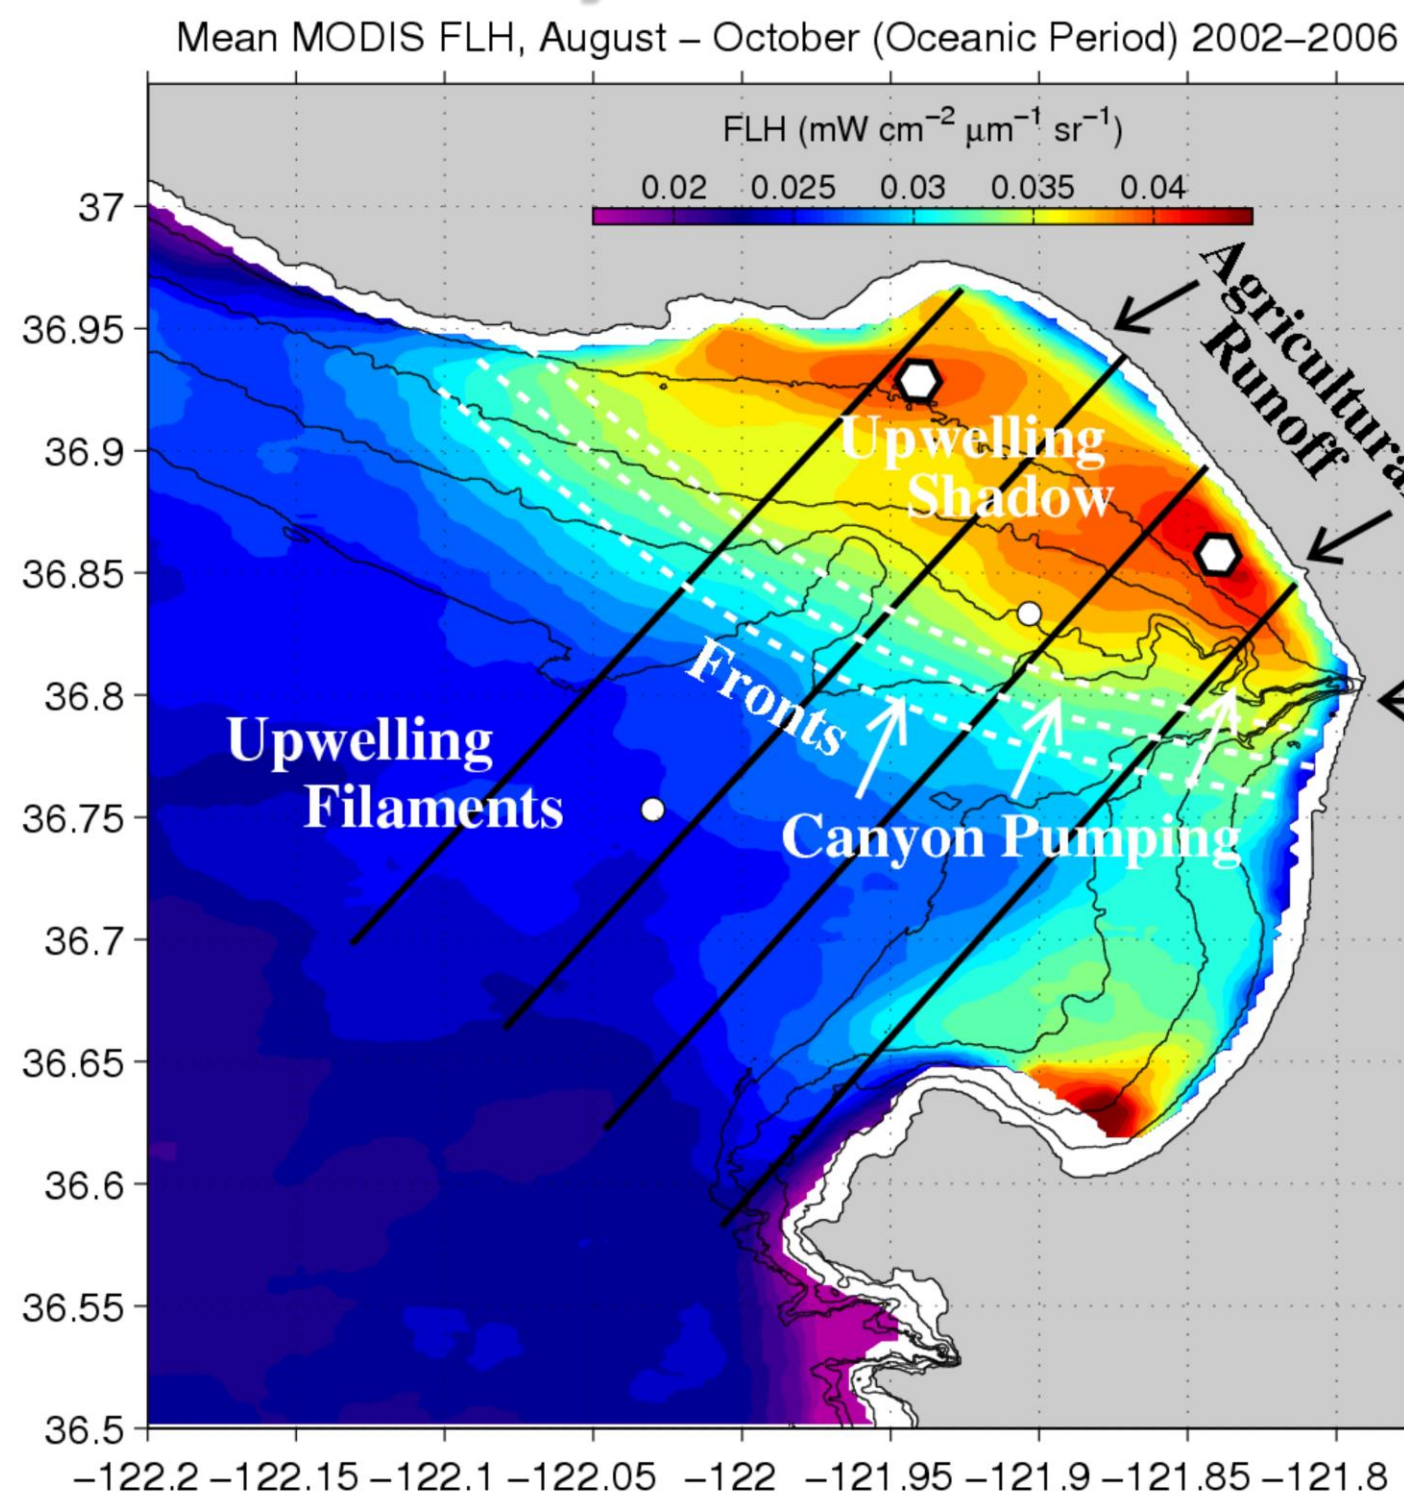 Mean MODIS FLH, August – October (Oceanic Period) 2002–2006
FLH (mW cm⁻² μm⁻¹ sr⁻¹)
0.02 0.025 0.03 0.035 0.04
37
36.95
36.9
36.85
36.8
36.75
36.7
36.65
36.6
36.55
36.5
Runoff
Upwelling
Shadow
Fronts
Upwelling
Filaments
Canyon Pumping
−122.2 −122.15 −122.1 −122.05 −122 −121.95 −121.9 −121.85 −121.8